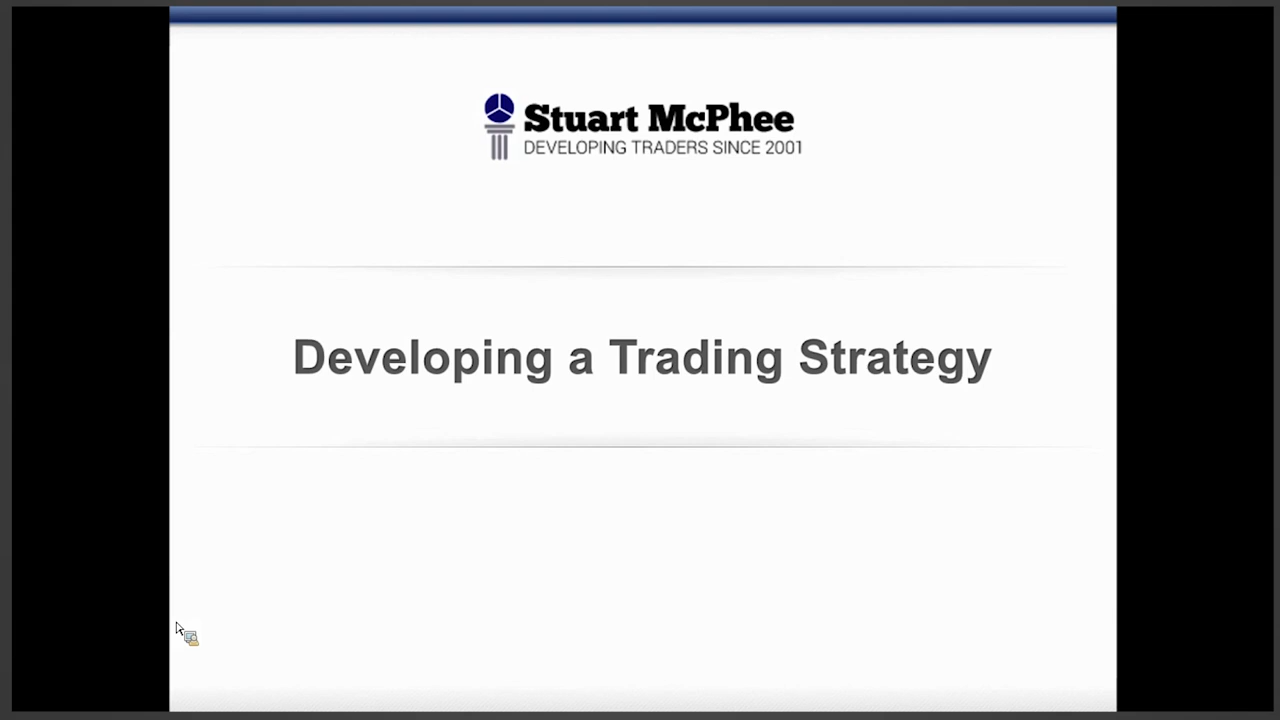 Stuart McPhee
DEVELOPING TRADERS SINCE 2001
Developing a Trading Strategy